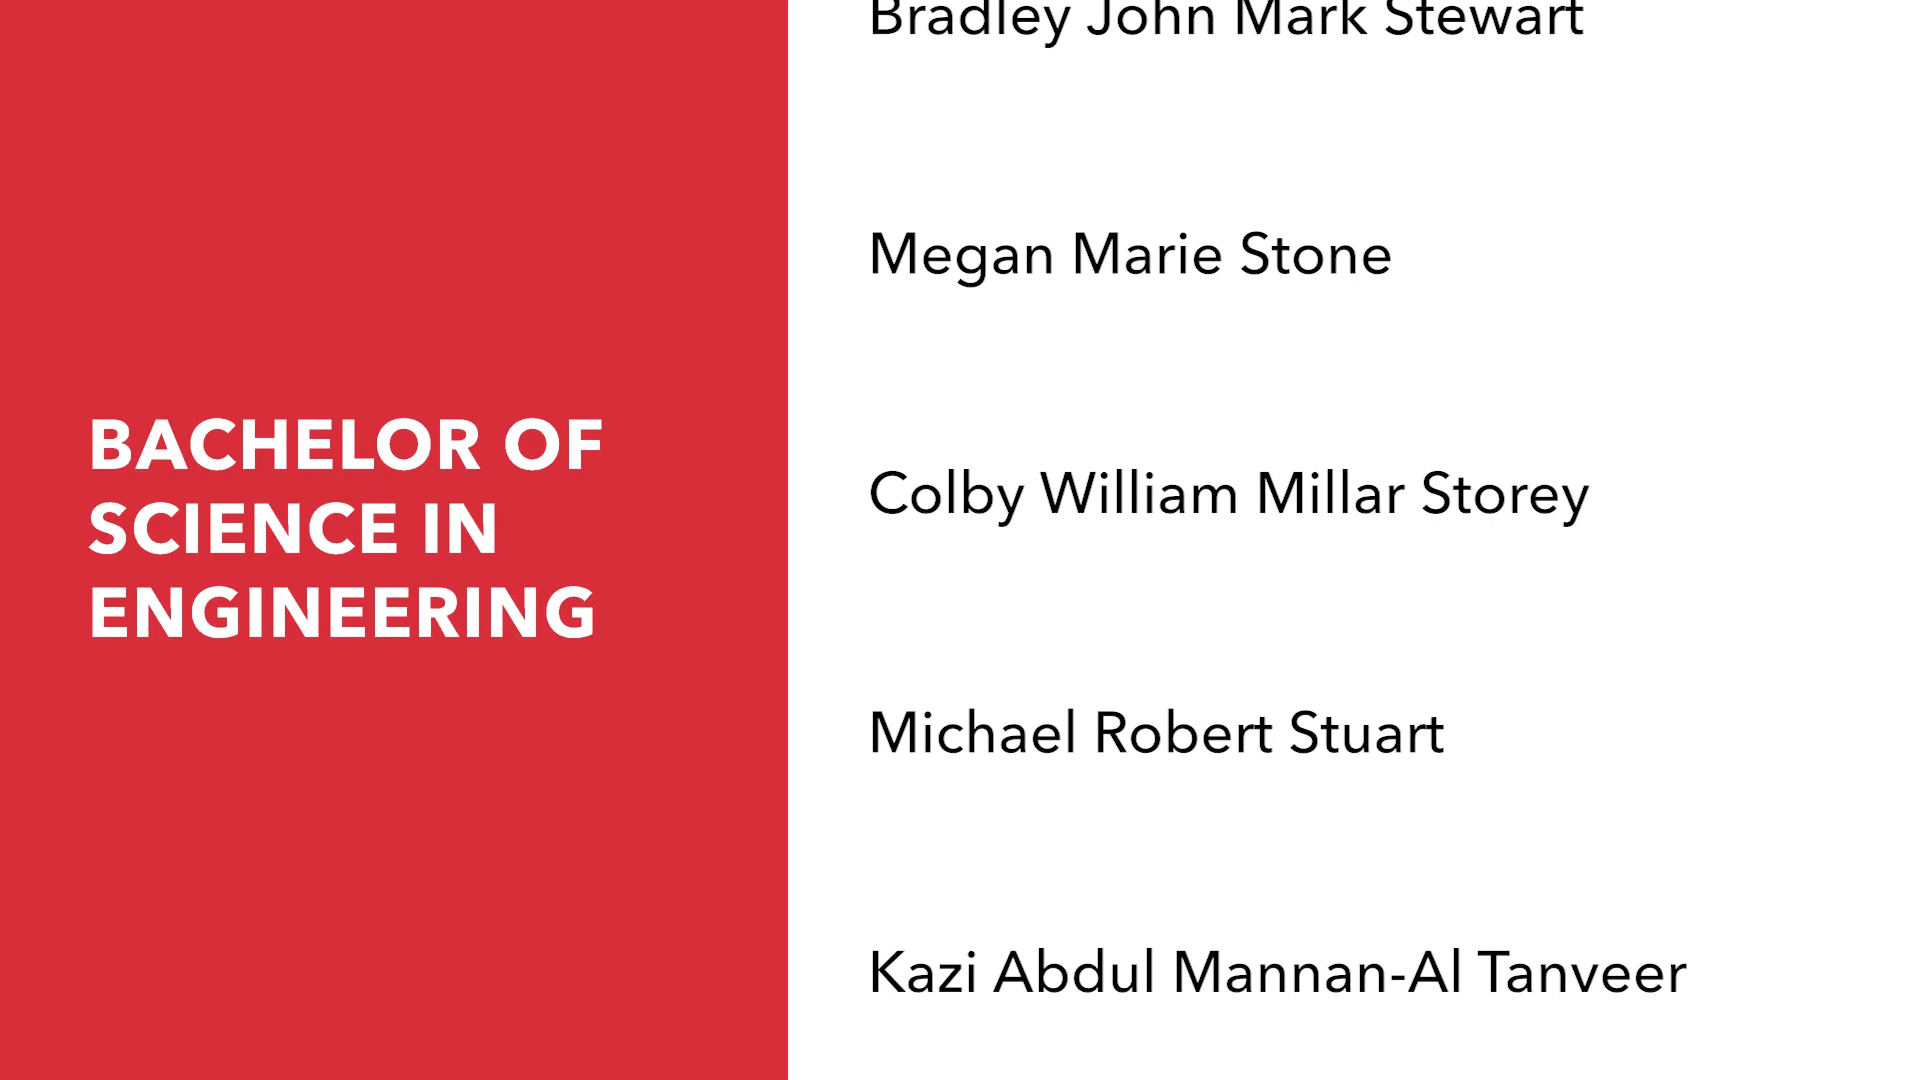 BACHELOR OF
SCIENCE IN
ENGINEERING
Bradley John Mark Stewart
Megan Marie Stone
Colby William Millar Storey
Michael Robert Stuart
Kazi Abdul Mannan-Al Tanveer